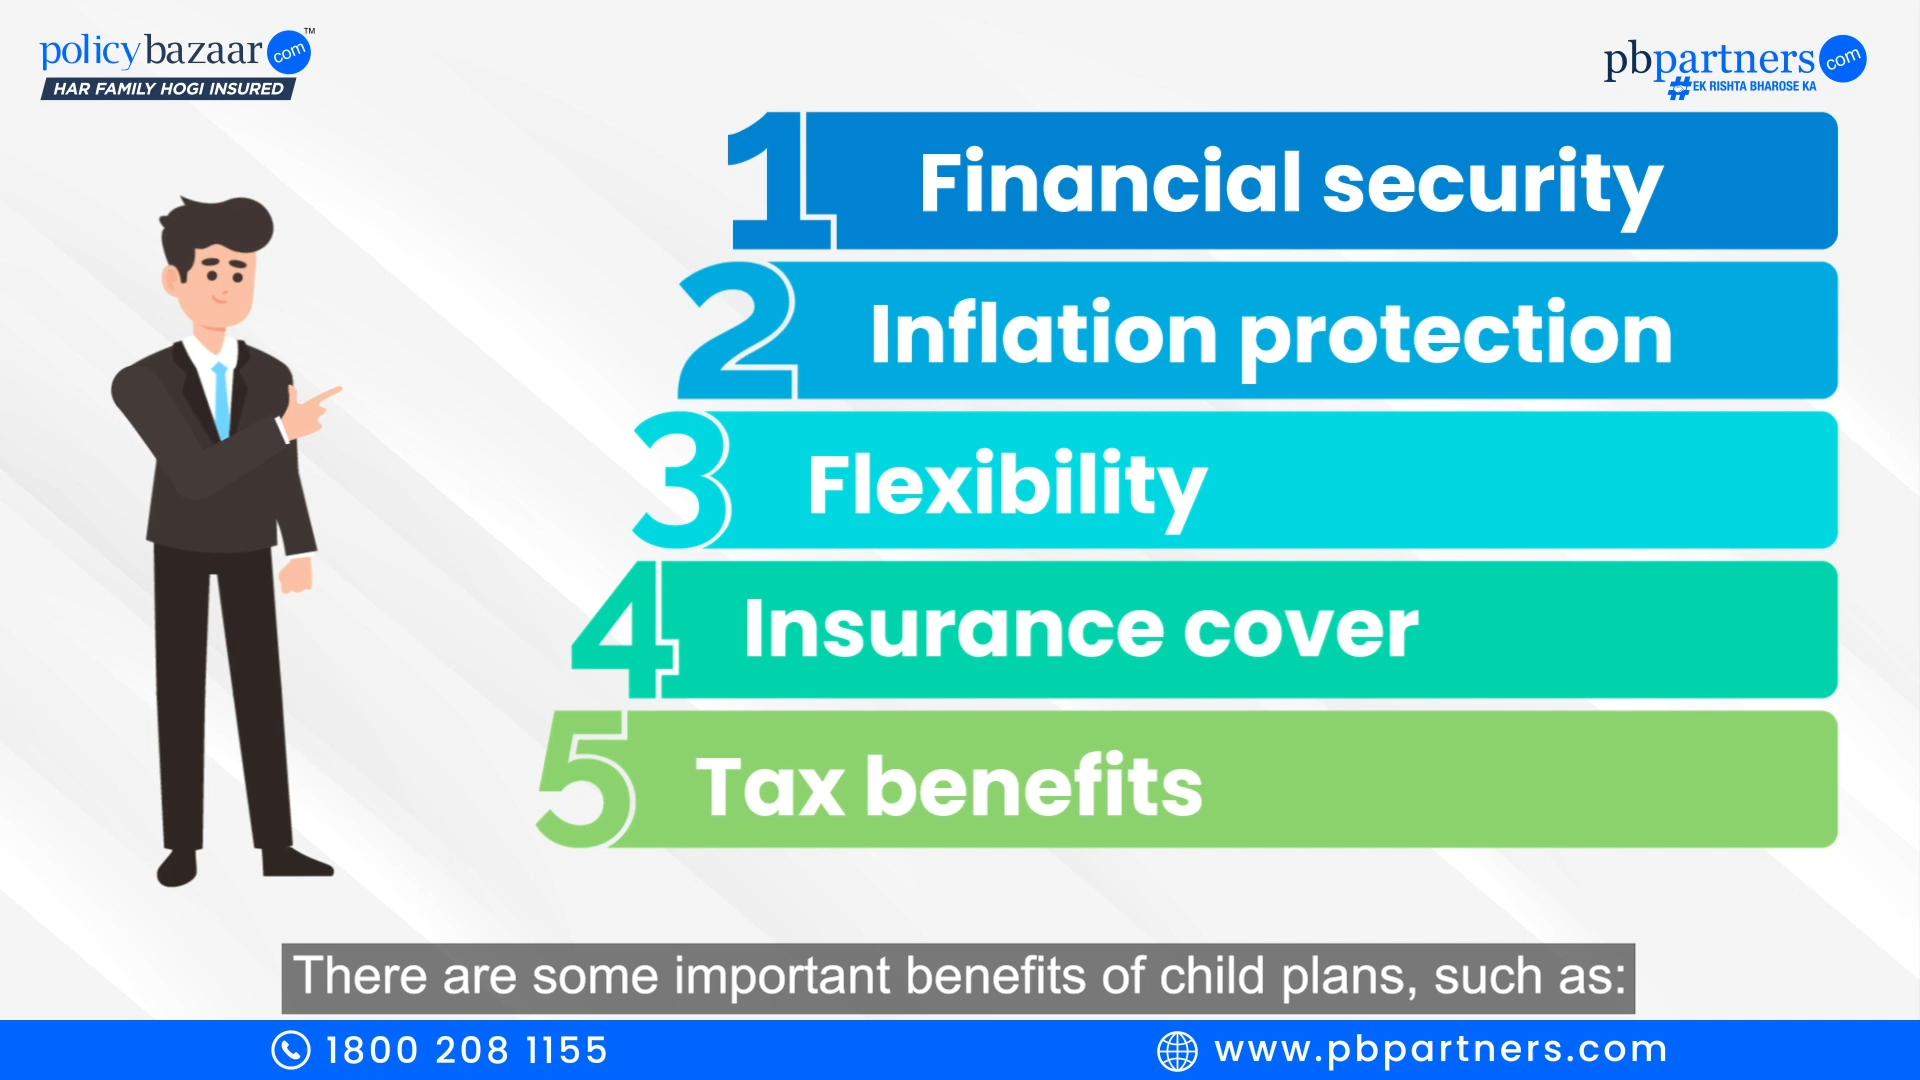 policybazaar.com™
HAR FAMILY HOGI INSURED
pbpartners.com
#EK RISHTA BHAROSE KA
1 Financial security
2 Inflation protection
3 Flexibility
4 Insurance cover
5 Tax benefits
There are some important benefits of child plans, such as:
1800 208 1155
www.pbpartners.com